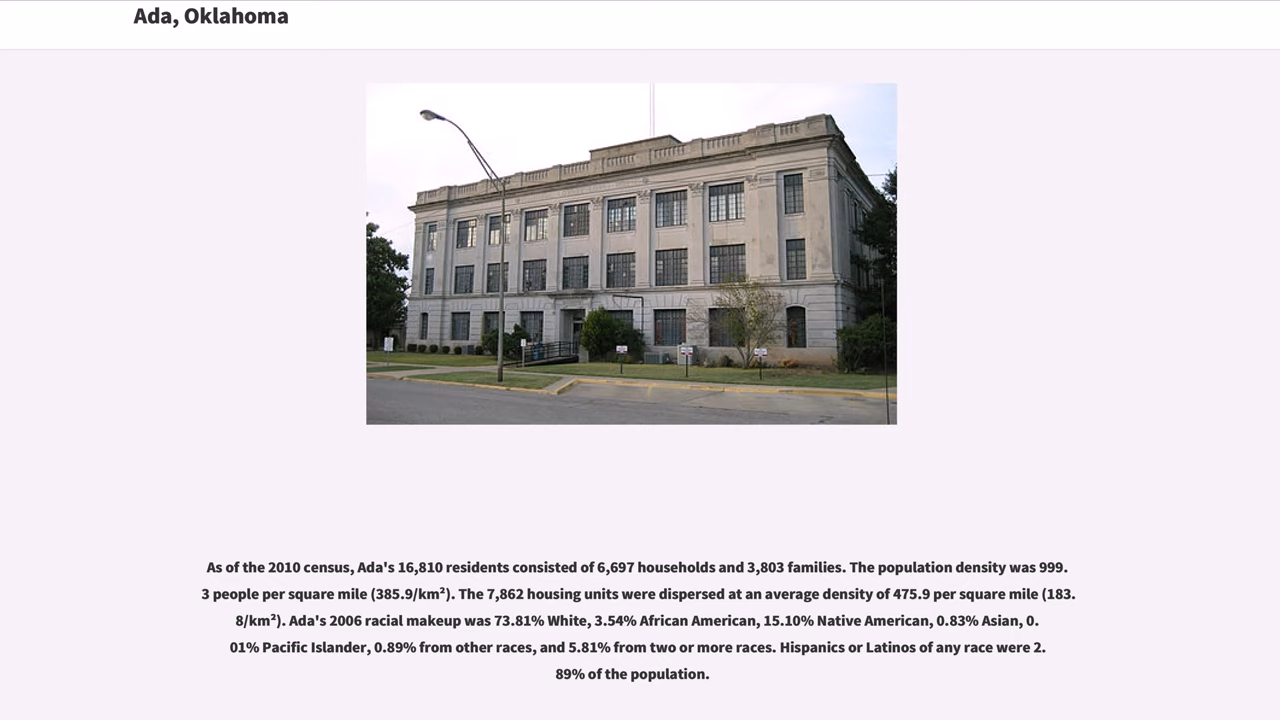 Ada, Oklahoma
As of the 2010 census, Ada's 16,810 residents consisted of 6,697 households and 3,803 families. The population density was 999.
3 people per square mile (385.9/km²). The 7,862 housing units were dispersed at an average density of 475.9 per square mile (183.
8/km²). Ada's 2006 racial makeup was 73.81% White, 3.54% African American, 15.10% Native American, 0.83% Asian, 0.
01% Pacific Islander, 0.89% from other races, and 5.81% from two or more races. Hispanics or Latinos of any race were 2.
89% of the population.